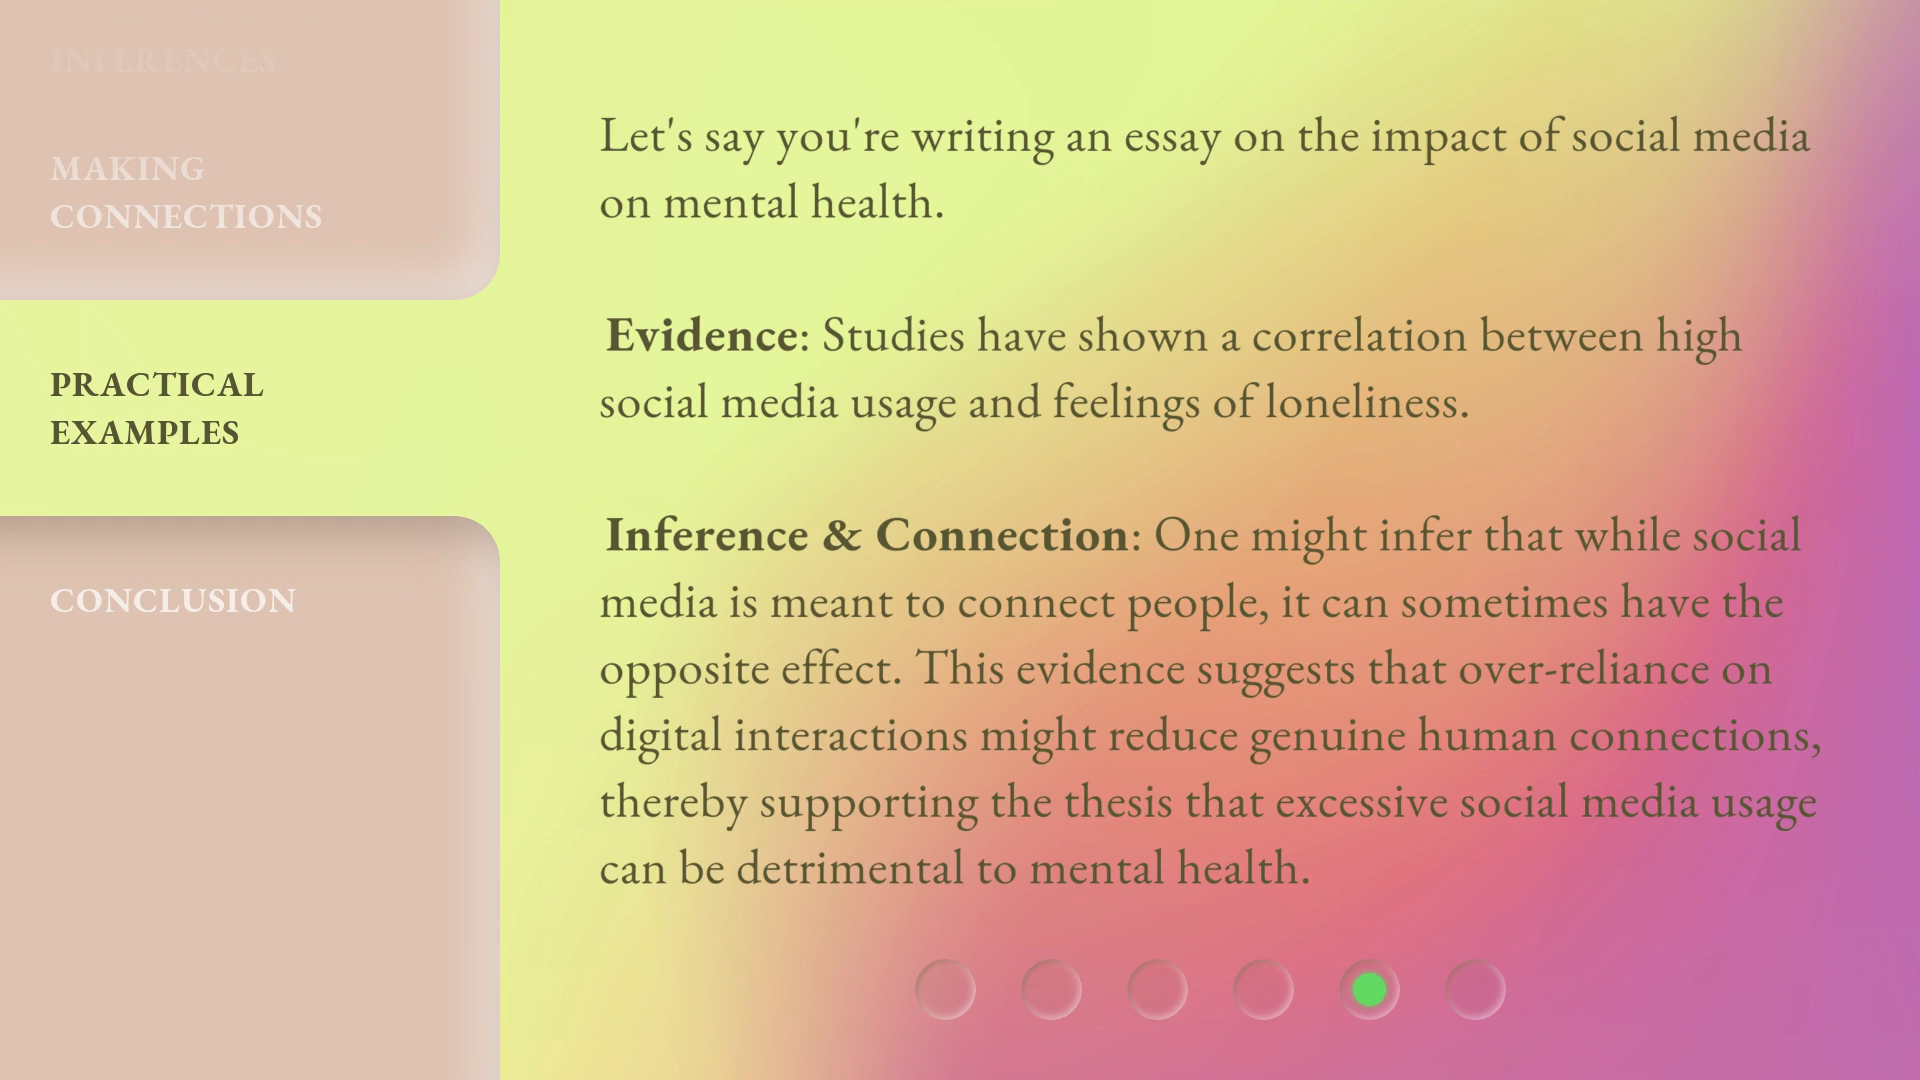 INFERENCES
MAKING
CONNECTIONS
PRACTICAL
EXAMPLES
CONCLUSION
Let's say you're writing an essay on the impact of social media
on mental health.
Evidence: Studies have shown a correlation between high
social media usage and feelings of loneliness.
Inference & Connection: One might infer that while social
media is meant to connect people, it can sometimes have the
opposite effect. This evidence suggests that over-reliance on
digital interactions might reduce genuine human connections,
thereby supporting the thesis that excessive social media usage
can be detrimental to mental health.